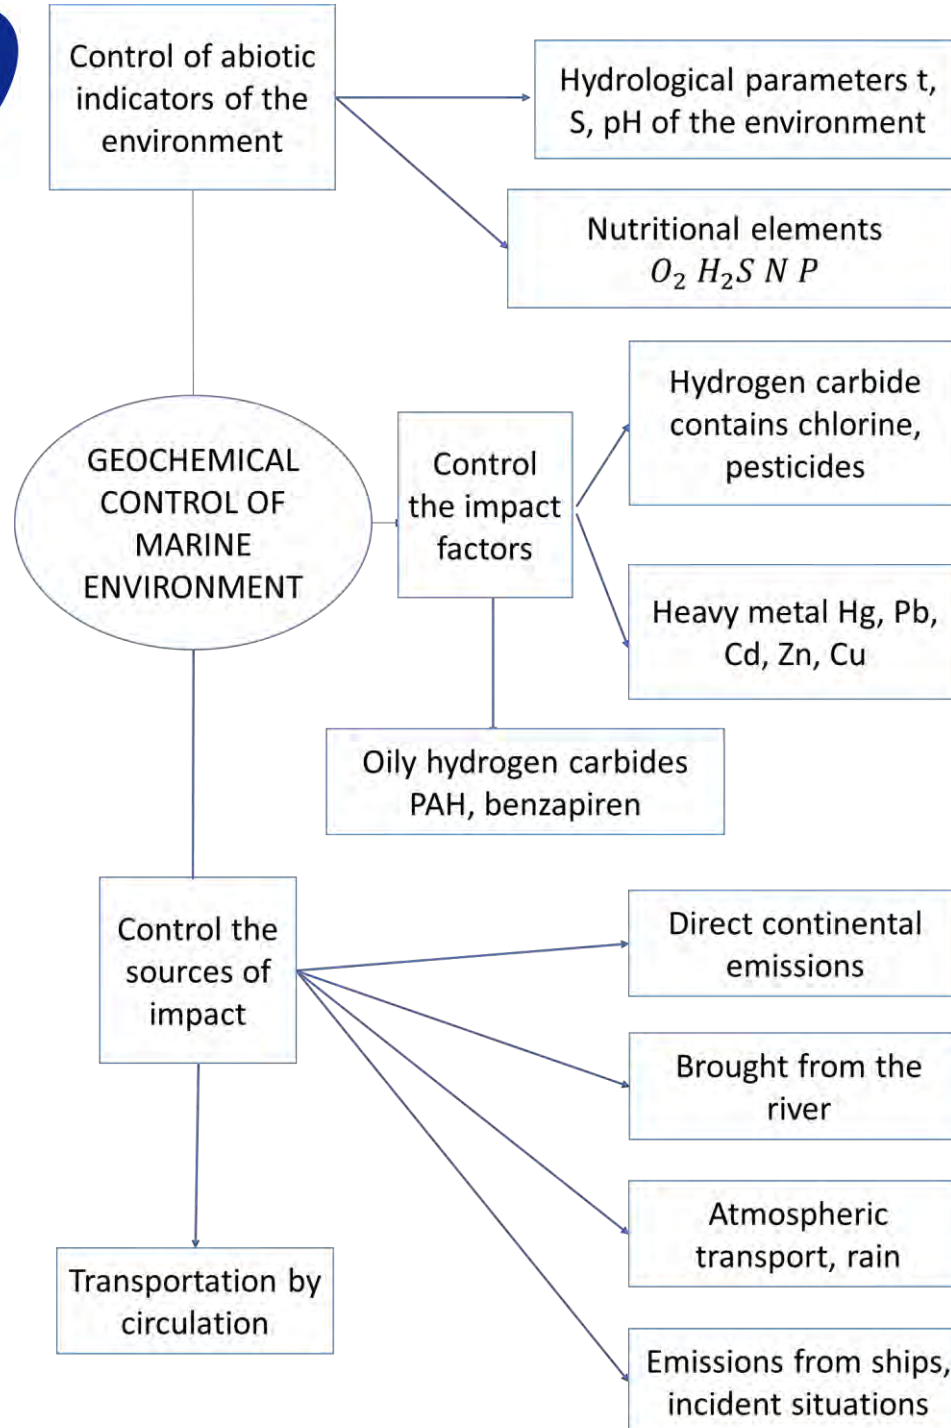 Control of abiotic
indicators of the
environment
Hydrological parameters t,
S, pH of the environment
Nutritional elements
O₂ H₂S N P
GEOCHEMICAL
CONTROL OF
MARINE
ENVIRONMENT
Control
the impact
factors
Hydrogen carbide
contains chlorine,
pesticides
Heavy metal Hg, Pb,
Cd, Zn, Cu
Oily hydrogen carbides
PAH, benzapiren
Control the
sources of
impact
Direct continental
emissions
Brought from the
river
Atmospheric
transport, rain
Transportation by
circulation
Emissions from ships,
incident situations